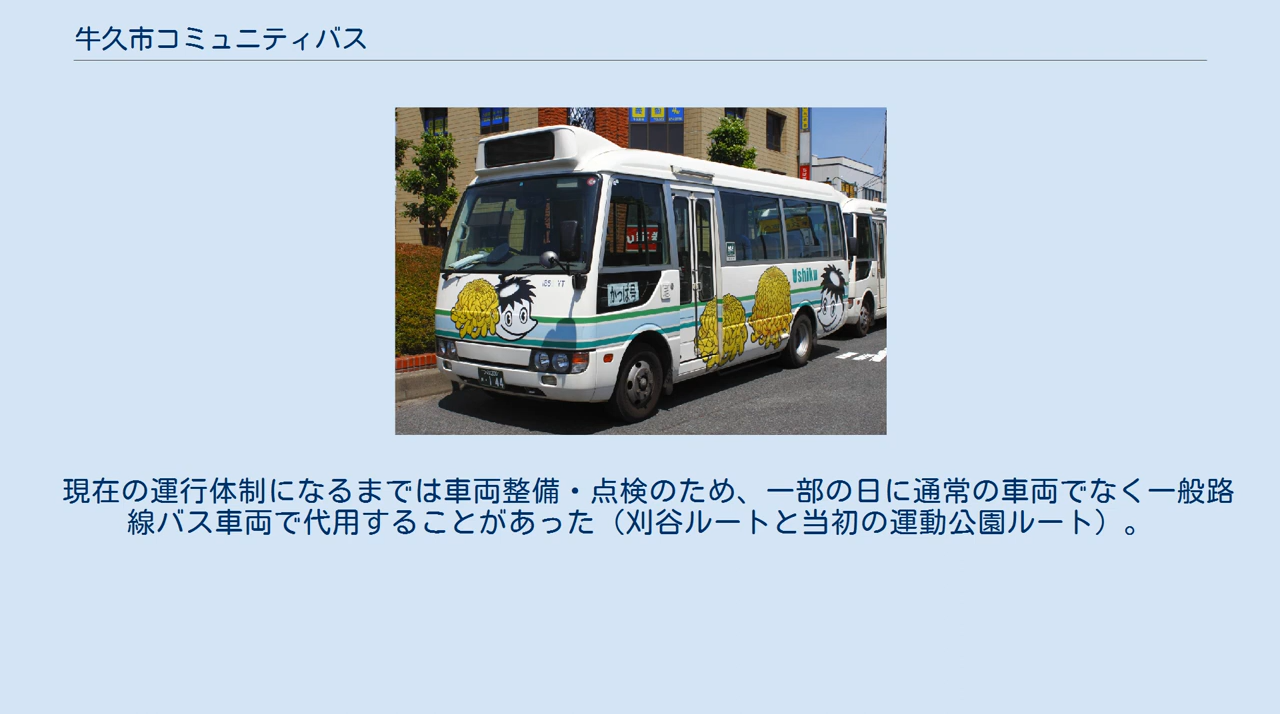 牛久市コミュニティバス
Ushiku
かっぱ号
144
現在の運行体制になるまでは車両整備・点検のため、一部の日に通常の車両でなく一般路
線バス車両で代用することがあった（刈谷ルートと当初の運動公園ルート）。